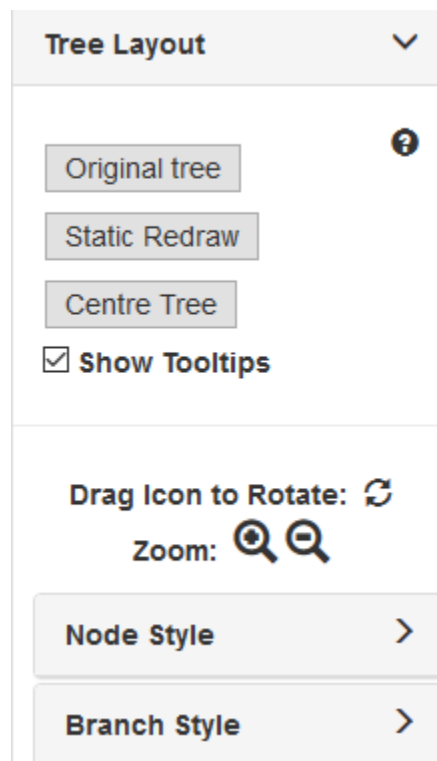 Tree Layout
Original tree
Static Redraw
Centre Tree
Show Tooltips
Drag Icon to Rotate:
Zoom:
Node Style
Branch Style